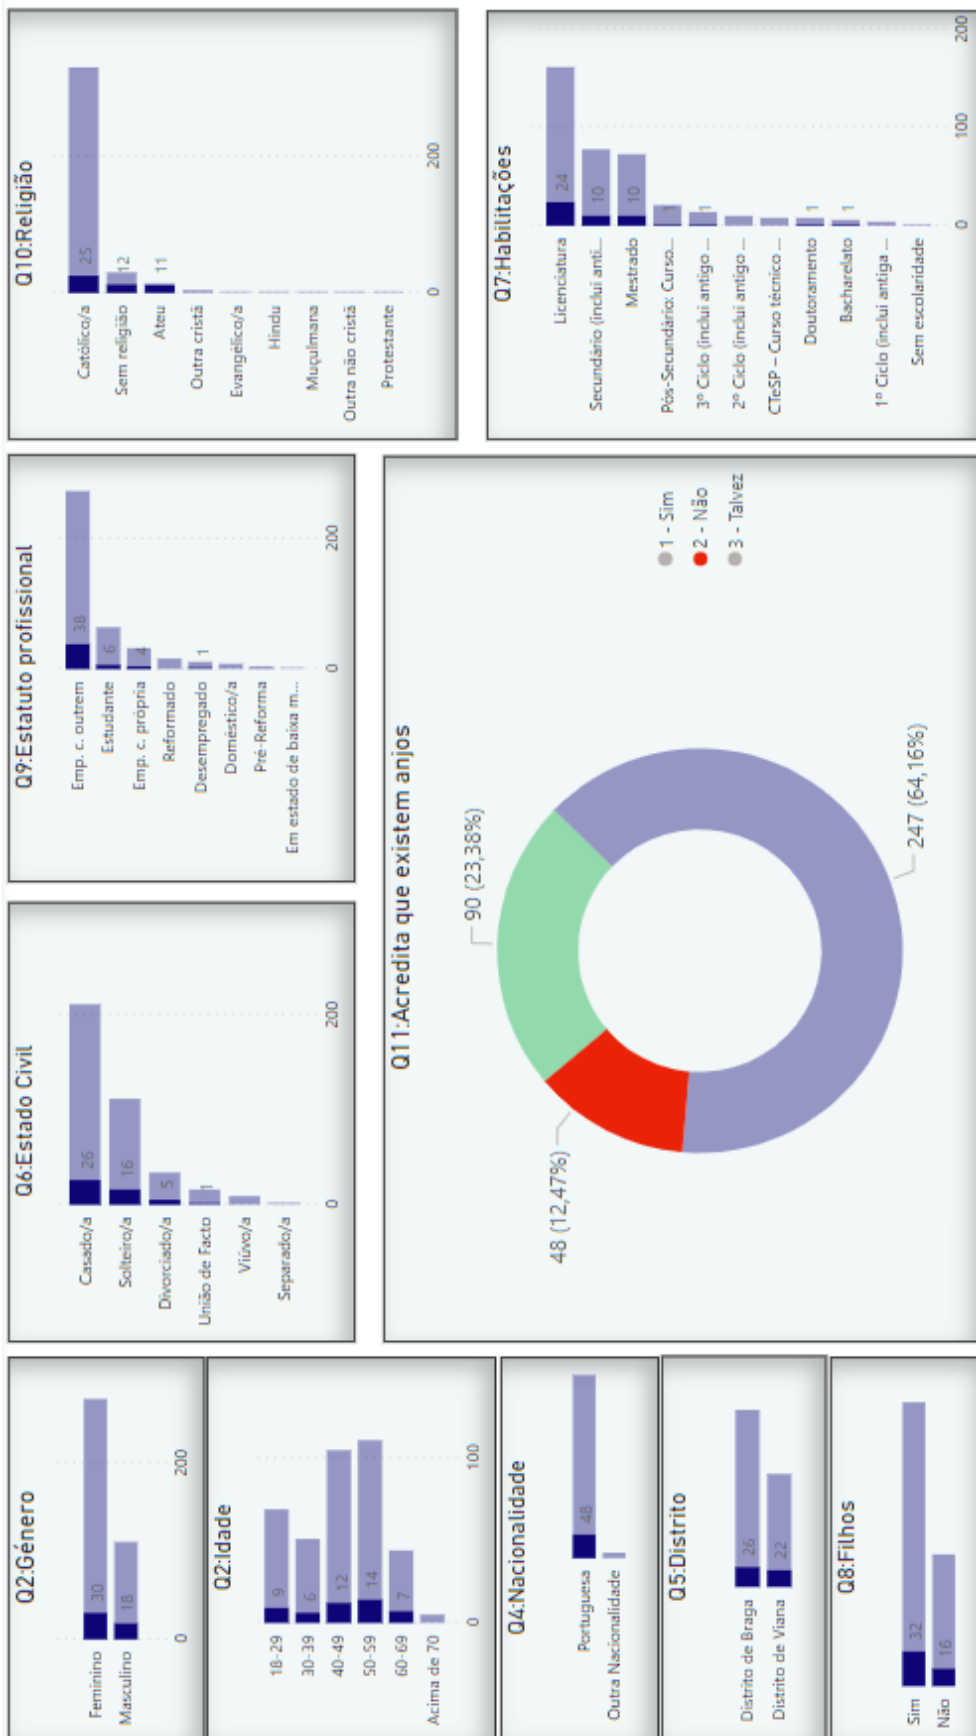 Q2:Género
Feminino
30
Masculino
18
0
200
Q2:Idade
18-29
9
30-39
6
40-49
12
50-59
14
60-69
7
Acima de 70
0
100
Q4:Nacionalidade
Portuguesa
48
Outra Nacionalidade
Q5:Distrito
Distrito de Braga
26
Distrito de Viana
22
Q8:Filhos
Sim
32
Não
16
Q6:Estado Civil
Casado/a
26
Solteiro/a
16
Divorciado/a
5
União de Facto
1
Viúvo/a
Separado/a
0
200
Q9:Estatuto profissional
Emp. c. outrem
38
Estudante
6
Emp. c. própria
4
Reformado
Desempregado
1
Doméstico/a
Pré-Reforma
Em estado de baixa m...
0
200
Q11:Acredita que existem anjos
48 (12,47%)
90 (23,38%)
247 (64,16%)
1 - Sim
2 - Não
3 - Talvez
Q10:Religião
Católico/a
25
Sem religião
12
Ateu
11
Outra cristã
Evangélico/a
Hindu
Muçulmana
Outra não cristã
Protestante
0
200
Q7:Habilitações
Licenciatura
24
Secundário (inclui anti...
10
Mestrado
10
Pós-Secundário: Curso...
1
3º Ciclo (inclui antigo ...
1
2º Ciclo (inclui antigo ...
CTeSP – Curso técnico ...
Doutoramento
1
Bacharelato
1
1º Ciclo (inclui antiga ...
Sem escolaridade
0
100
200